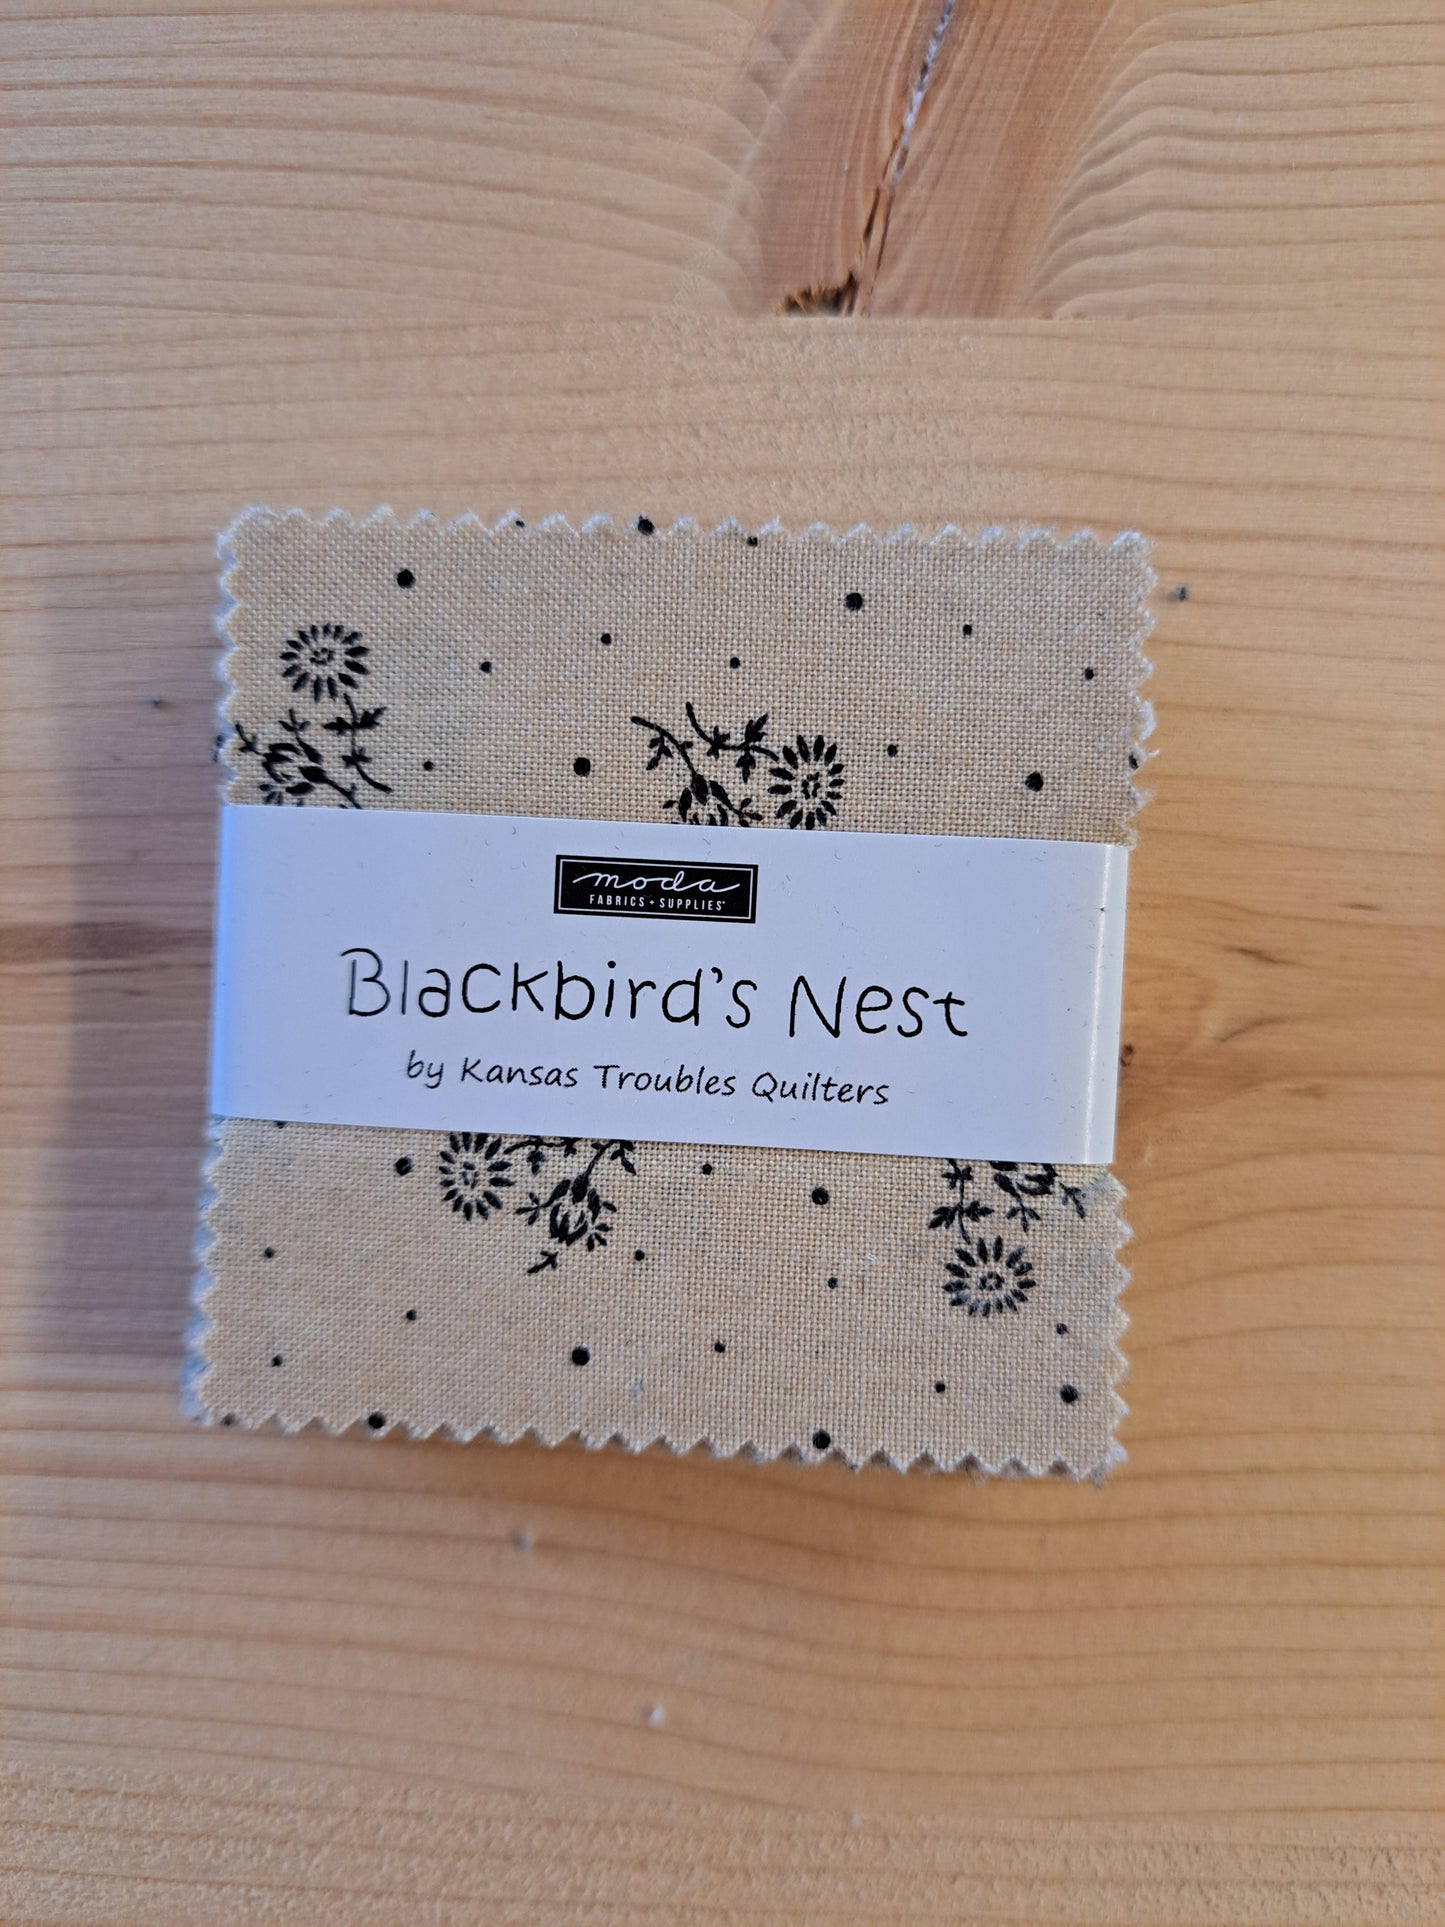 moda
FABRICS + SUPPLIES
Blackbird's Nest
by Kansas Troubles Quilters